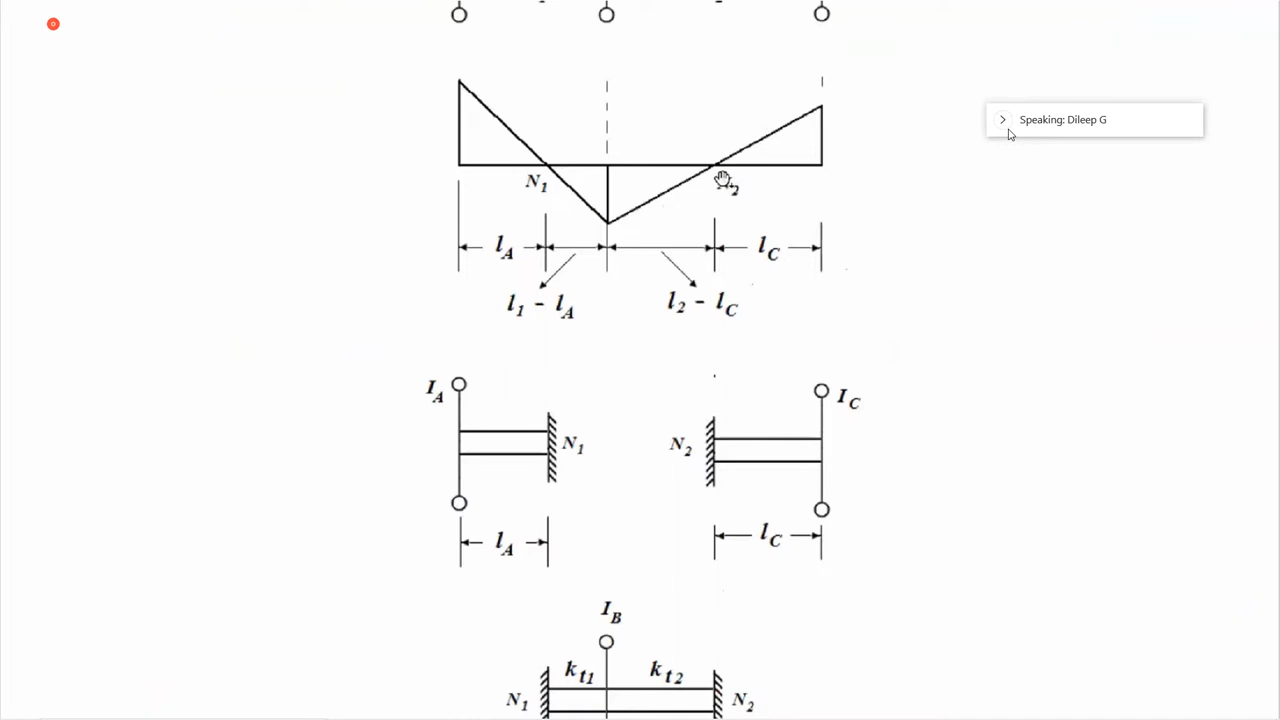 Speaking: Dileep G
N1
2
lA
lC
l1 - lA
l2 - lC
IA
IC
N1
N2
lA
lC
IB
kt1
kt2
N1
N2